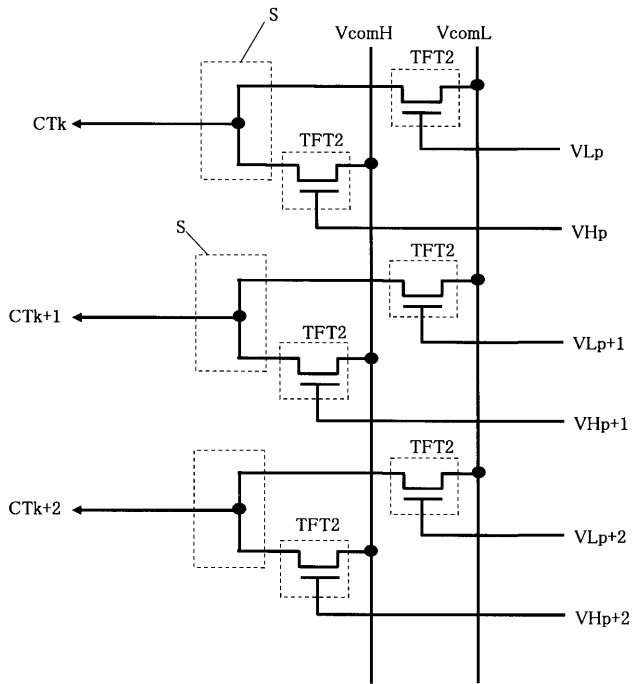 S
VcomH VcomL
TFT2
CTk
TFT2
VLp
VHp
S
TFT2
CTk+1
TFT2
VLp+1
VHp+1
TFT2
CTk+2
TFT2
VLp+2
VHp+2